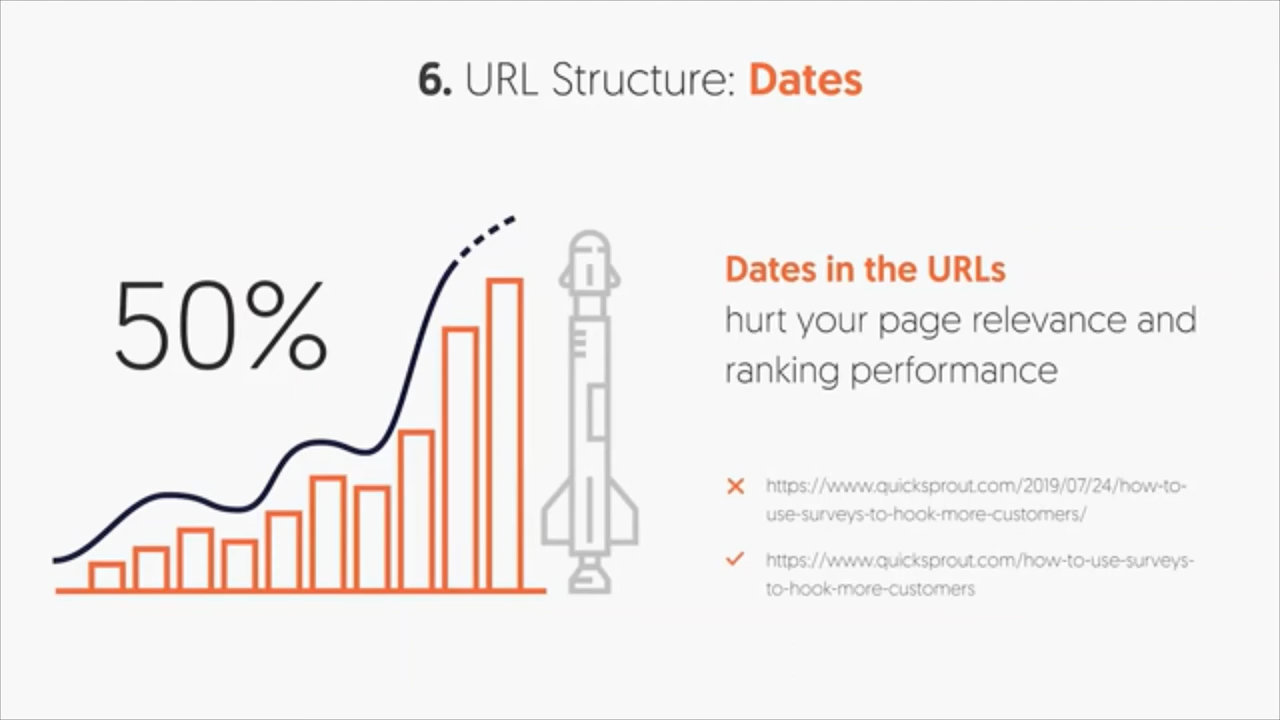 6. URL Structure: Dates
50%
Dates in the URLs
hurt your page relevance and
ranking performance
https://www.quicksprout.com/2019/07/24/how-to-
use-surveys-to-hook-more-customers/
https://www.quicksprout.com/how-to-use-surveys-
to-hook-more-customers